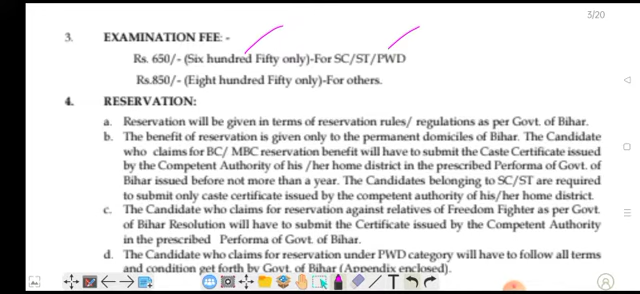 3/20
3. EXAMINATION FEE: -
Rs. 650/- (Six hundred Fifty only)-For SC/ST/PWD
Rs.850/- (Eight hundred Fifty only)-For others.
4. RESERVATION:
a. Reservation will be given in terms of reservation rules/ regulations as per Govt. of Bihar.
b. The benefit of reservation is given only to the permanent domiciles of Bihar. The Candidate
who claims for BC/ MBC reservation benefit will have to submit the Caste Certificate issued
by the Competent Authority of his /her home district in the prescribed Performa of Govt. of
Bihar issued before not more than a year. The Candidates belonging to SC/ST are required
to submit only caste certificate issued by the competent authority of his/her home district.
c. The Candidate who claims for reservation against relatives of Freedom Fighter as per Govt.
of Bihar Resolution will have to submit the Certificate issued by the Competent Authority
in the prescribed Performa of Govt. of Bihar.
d. The Candidate who claims for reservation under PWD category will have to follow all terms
and condition get forth by Govt. of Bihar (Appendix enclosed).